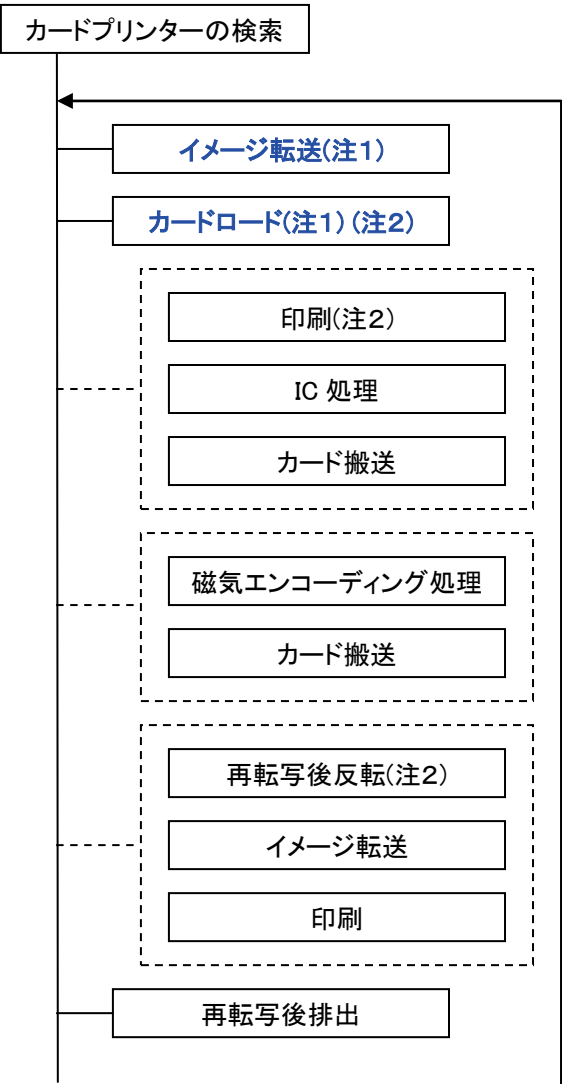 カードプリンターの検索
イメージ転送(注1)
カードロード(注1)(注2)
印刷(注2)
IC 処理
カード搬送
磁気エンコーディング処理
カード搬送
再転写後反転(注2)
イメージ転送
印刷
再転写後排出